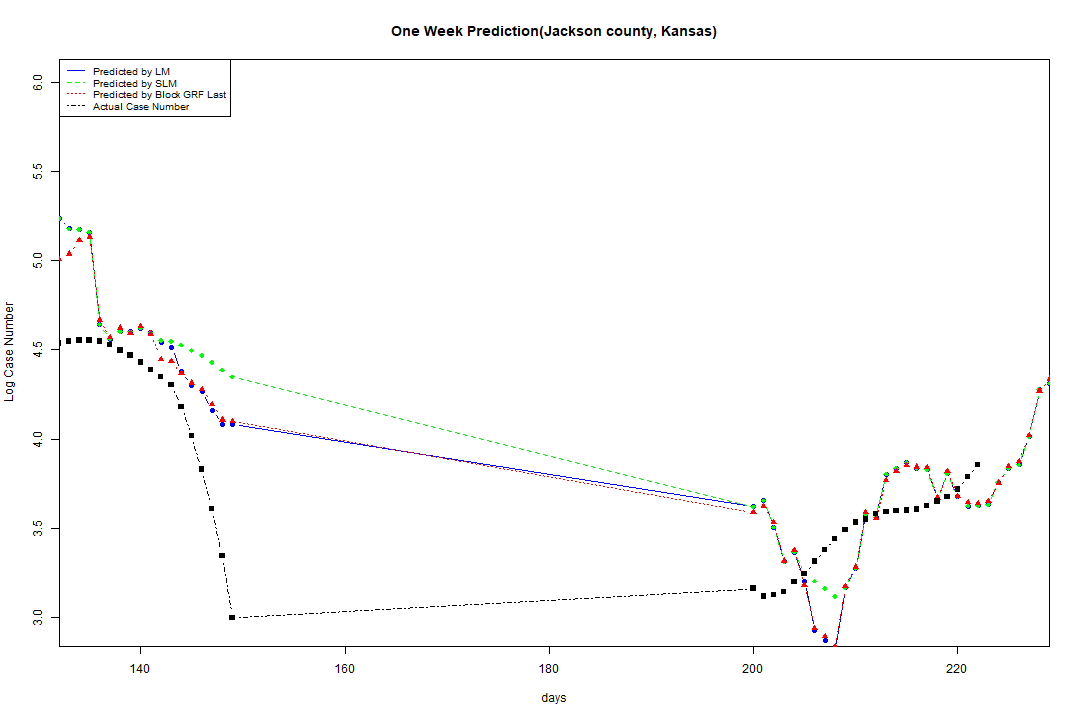 One Week Prediction(Jackson county, Kansas)
Predicted by LM
Predicted by SLM
Predicted by Block GRF Last
Actual Case Number
6.0
5.5
5.0
4.5
4.0
3.5
3.0
Log Case Number
140 160 180 200 220
days